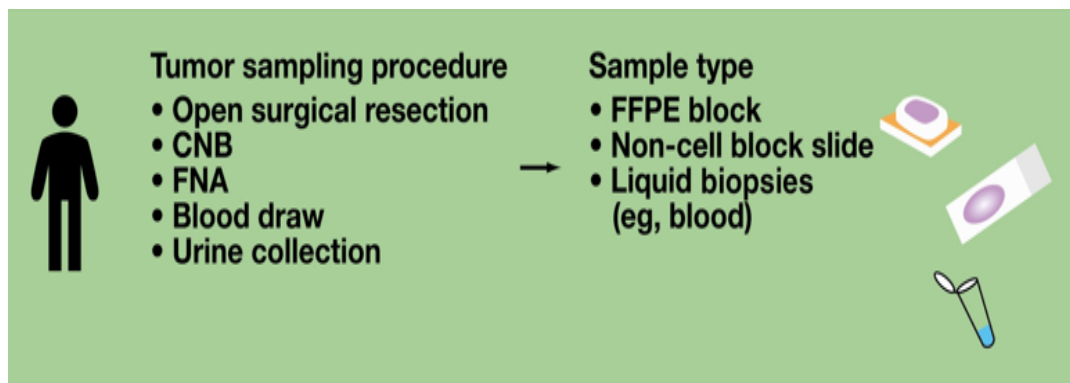 Tumor sampling procedure
• Open surgical resection
• CNB
• FNA
• Blood draw
• Urine collection
Sample type
• FFPE block
• Non-cell block slide
• Liquid biopsies
(eg, blood)